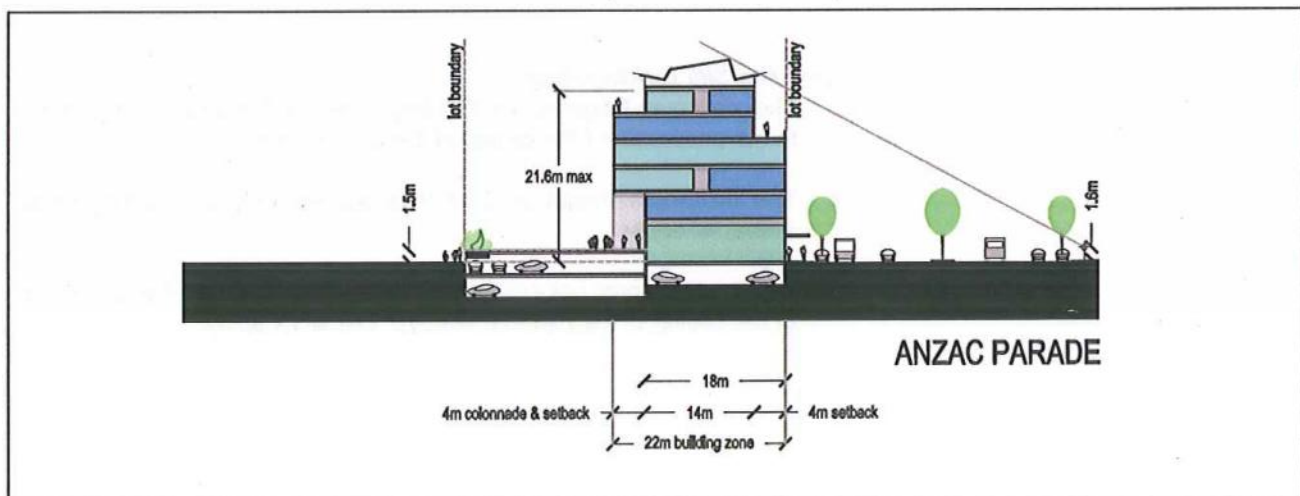 lot boundary
lot boundary
21.6m max
1.5m
1.6m
ANZAC PARADE
18m
4m colonnade & setback
14m
4m setback
22m building zone